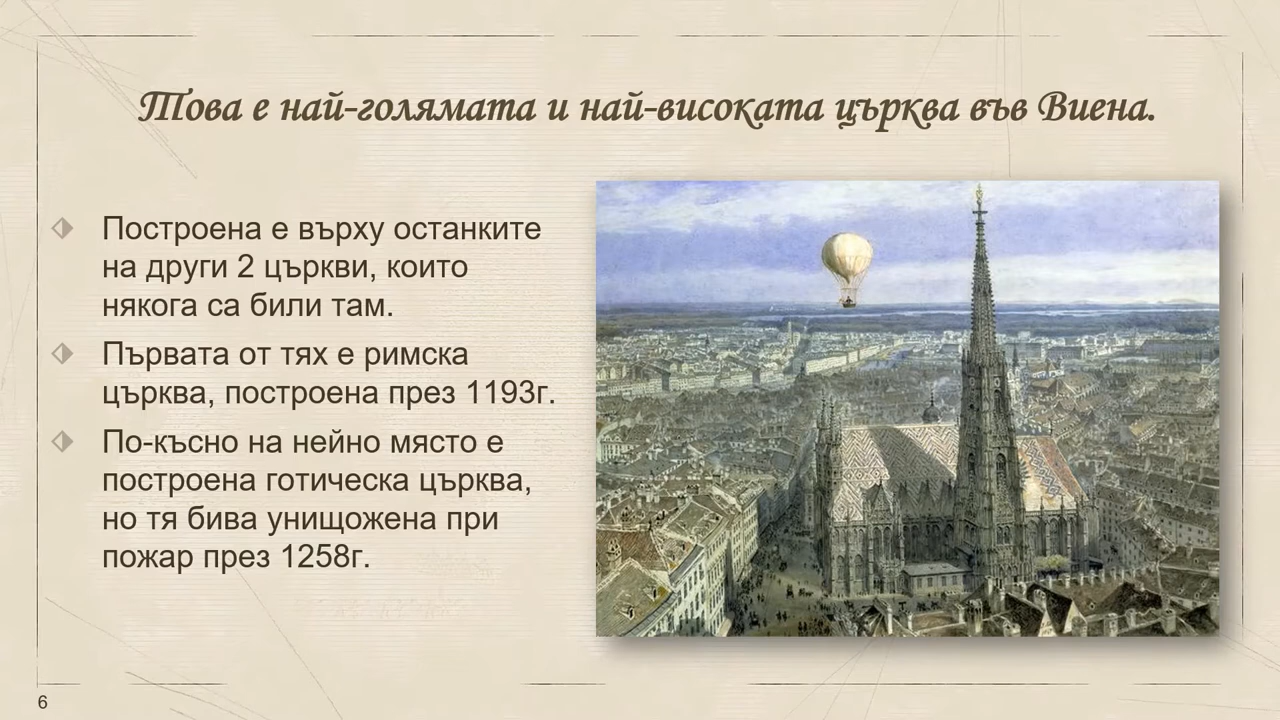 Това е най-голямата и най-високата църква във Виена.
Построена е върху останките
на други 2 църкви, които
някога са били там.
Първата от тях е римска
църква, построена през 1193г.
По-късно на нейно място е
построена готическа църква,
но тя бива унищожена при
пожар през 1258г.
6